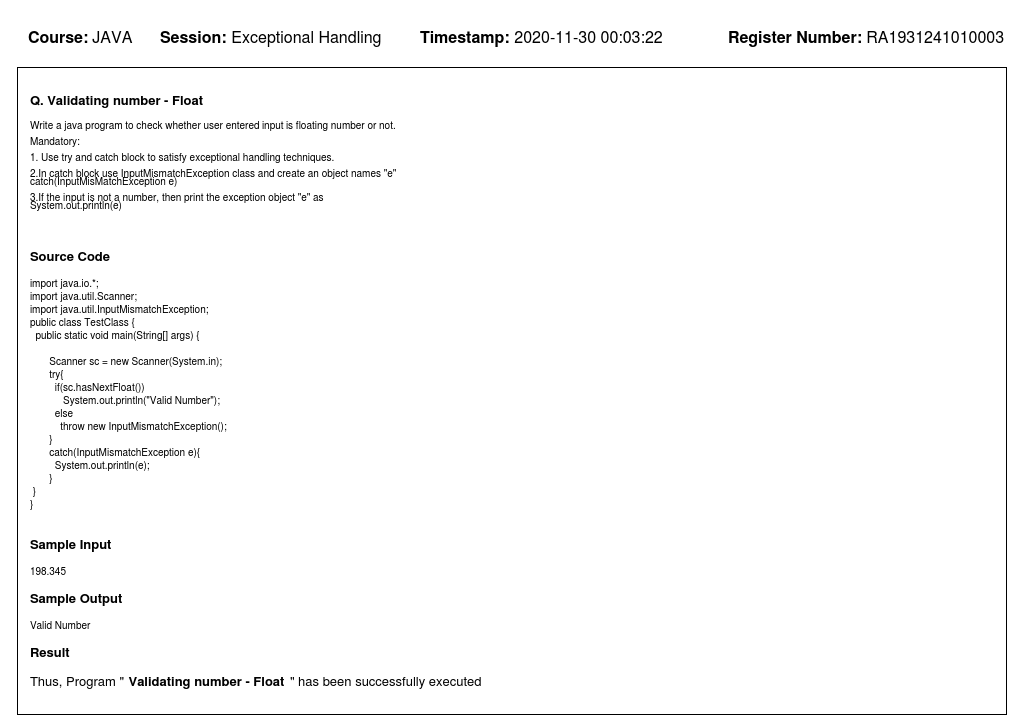 Course: JAVA Session: Exceptional Handling Timestamp: 2020-11-30 00:03:22 Register Number: RA1931241010003
Q. Validating number - Float
Write a java program to check whether user entered input is floating number or not.
Mandatory:
1. Use try and catch block to satisfy exceptional handling techniques.
2.In catch block use InputMismatchException class and create an object names "e"
catch(InputMisMatchException e)
3.If the input is not a number, then print the exception object "e" as
System.out.println(e)
Source Code
import java.io.*;
import java.util.Scanner;
import java.util.InputMismatchException;
public class TestClass {
public static void main(String[] args) {
Scanner sc = new Scanner(System.in);
try{
if(sc.hasNextFloat())
System.out.println("Valid Number");
else
throw new InputMismatchException();
}
catch(InputMismatchException e){
System.out.println(e);
}
}
}
Sample Input
198.345
Sample Output
Valid Number
Result
Thus, Program " Validating number - Float " has been successfully executed